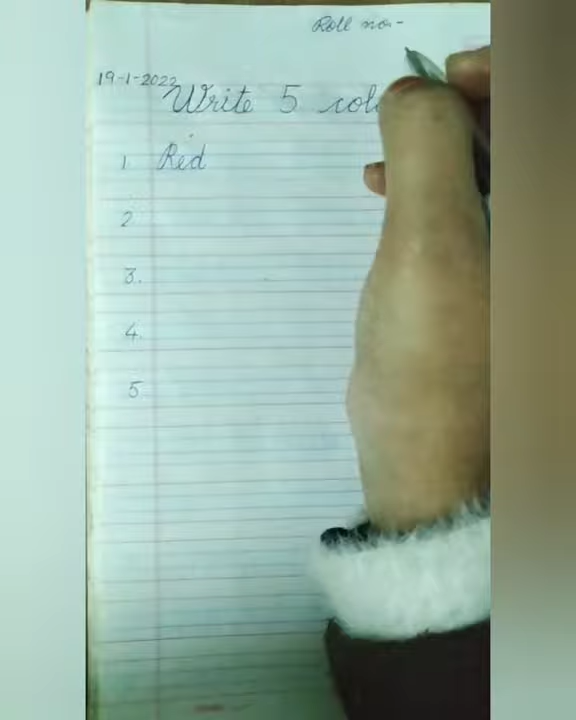 Roll no:-
19-1-2022
Write 5 col
1 Red
2
3.
4.
5